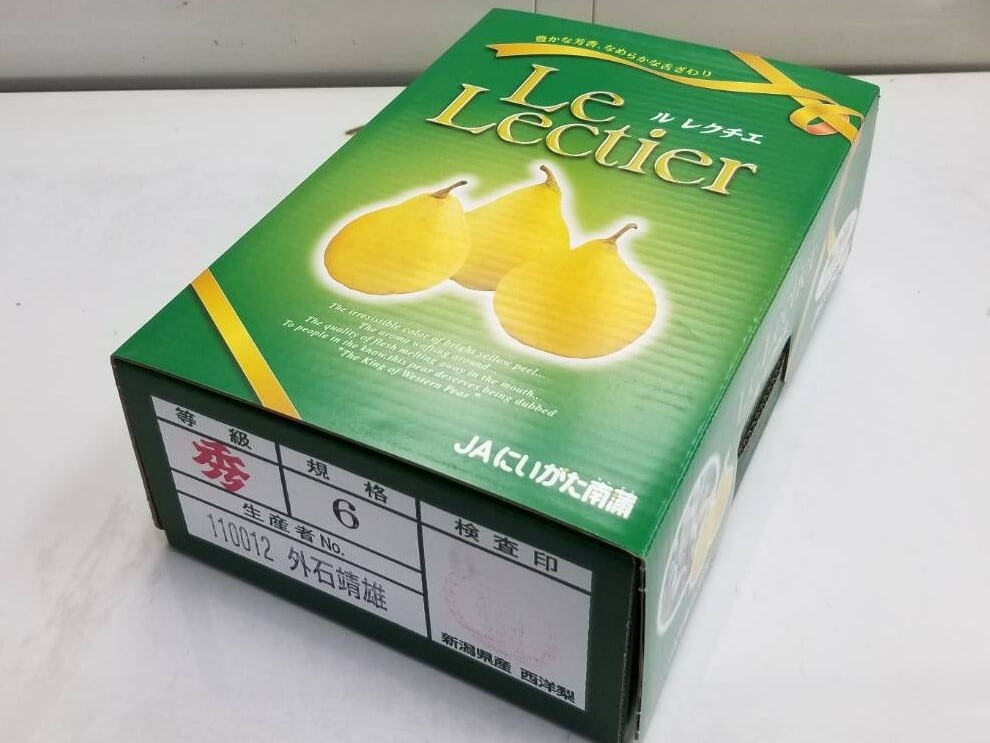 豊かな芳香、なめらかな舌ざわり
Le
Lectier
ル レクチエ
The irresistible color of bright yellow peel...
The aroma wafting around...
The quality of flesh melting away in the mouth...
To people in the know, this pear deserves being dubbed
"The King of Western Pear"
JAにいがた南蒲
等級
秀
規格
6
検査印
生産者No.
110012 外石靖雄
新潟県産 西洋梨